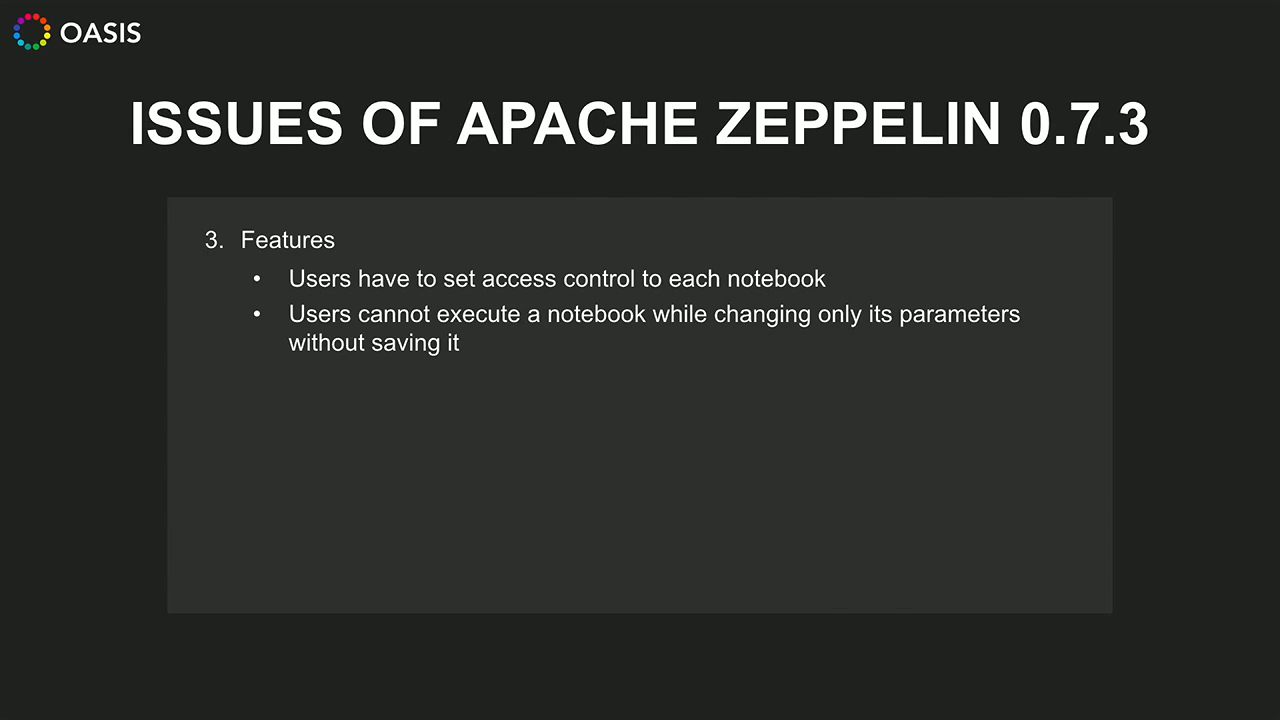 OASIS
ISSUES OF APACHE ZEPPELIN 0.7.3
3. Features
• Users have to set access control to each notebook
• Users cannot execute a notebook while changing only its parameters
without saving it